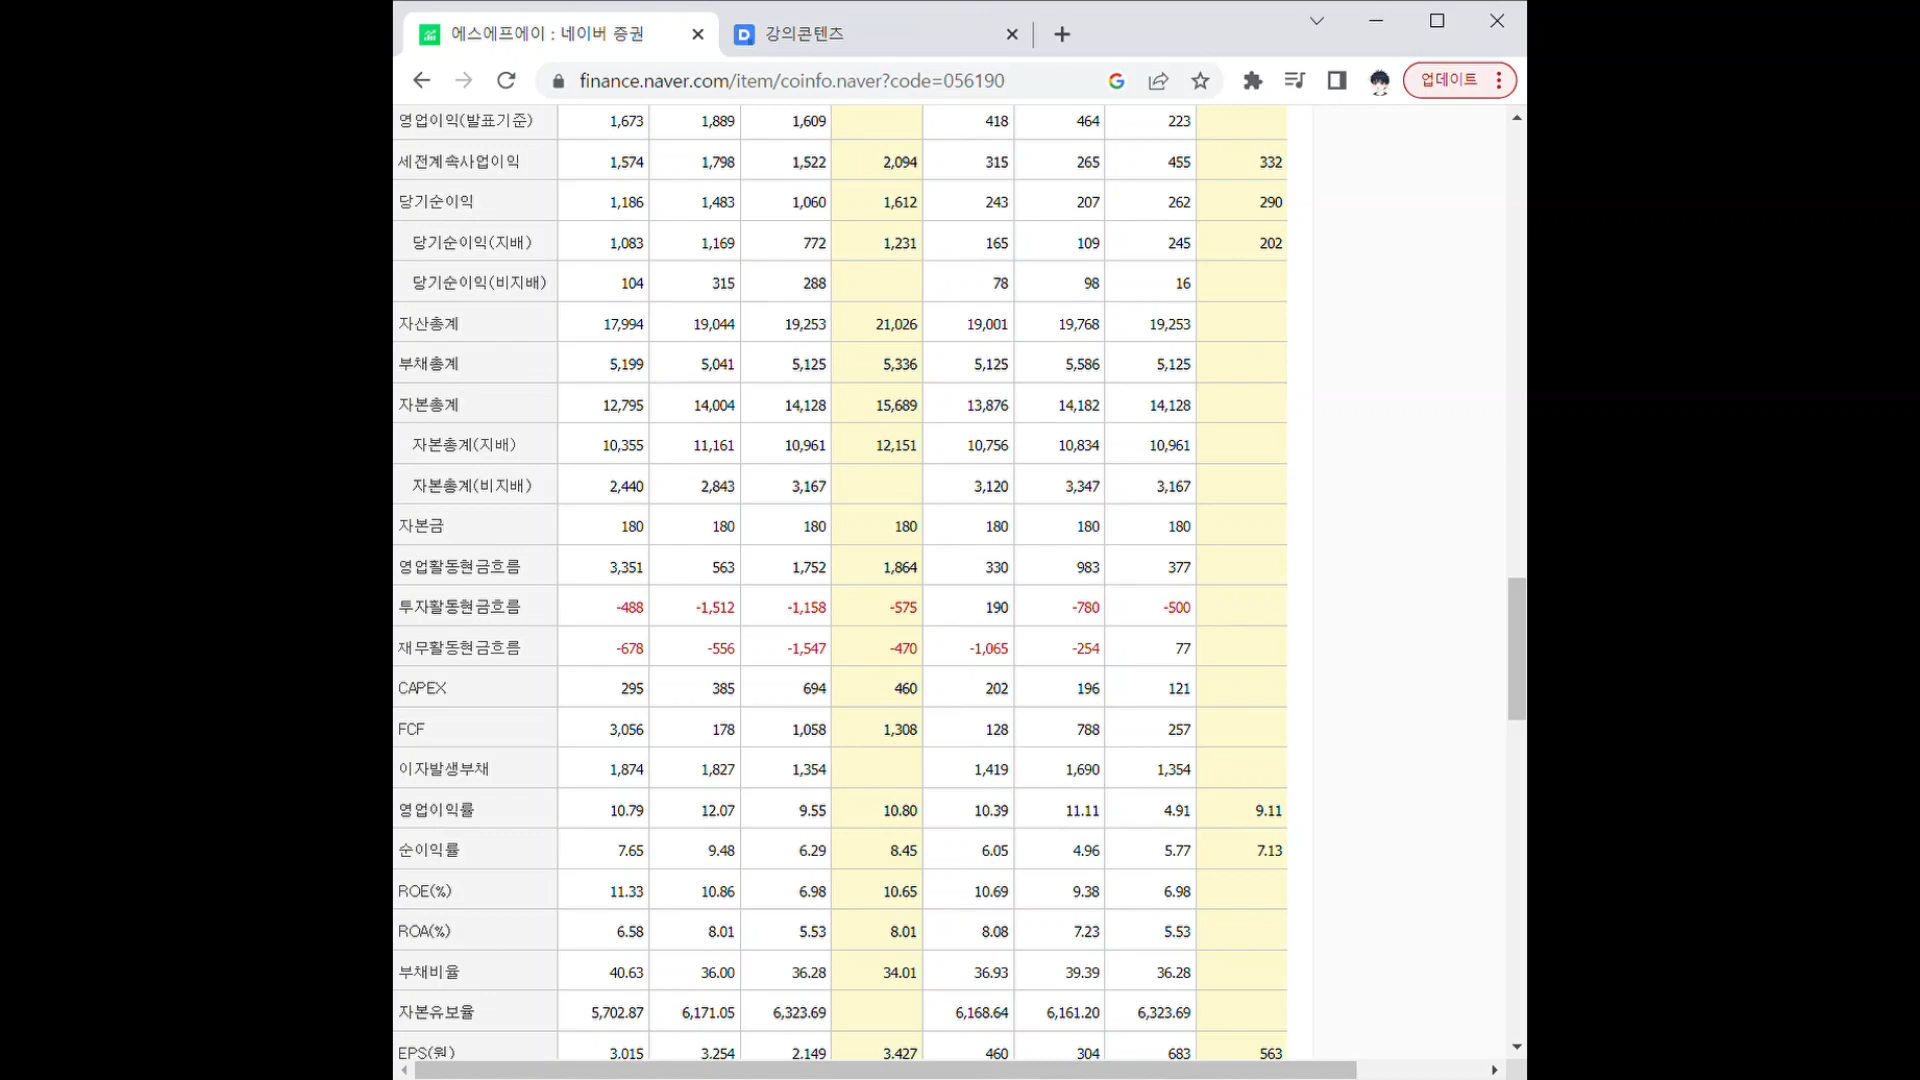 에스에프에이 : 네이버 증권
강의콘텐츠
finance.naver.com/item/coinfo.naver?code=056190
업데이트
영업이익(발표기준) 1,673 1,889 1,609 418 464 223
세전계속사업이익 1,574 1,798 1,522 2,094 315 265 455 332
당기순이익 1,186 1,483 1,060 1,612 243 207 262 290
당기순이익(지배) 1,083 1,169 772 1,231 165 109 245 202
당기순이익(비지배) 104 315 288 78 98 16
자산총계 17,994 19,044 19,253 21,026 19,001 19,768 19,253
부채총계 5,199 5,041 5,125 5,336 5,125 5,586 5,125
자본총계 12,795 14,004 14,128 15,689 13,876 14,182 14,128
자본총계(지배) 10,355 11,161 10,961 12,151 10,756 10,834 10,961
자본총계(비지배) 2,440 2,843 3,167 3,120 3,347 3,167
자본금 180 180 180 180 180 180 180
영업활동현금흐름 3,351 563 1,752 1,864 330 983 377
투자활동현금흐름 -488 -1,512 -1,158 -575 190 -780 -500
재무활동현금흐름 -678 -556 -1,547 -470 -1,065 -254 77
CAPEX 295 385 694 460 202 196 121
FCF 3,056 178 1,058 1,308 128 788 257
이자발생부채 1,874 1,827 1,354 1,419 1,690 1,354
영업이익률 10.79 12.07 9.55 10.80 10.39 11.11 4.91 9.11
순이익률 7.65 9.48 6.29 8.45 6.05 4.96 5.77 7.13
ROE(%) 11.33 10.86 6.98 10.65 10.69 9.38 6.98
ROA(%) 6.58 8.01 5.53 8.01 8.08 7.23 5.53
부채비율 40.63 36.00 36.28 34.01 36.93 39.39 36.28
자본유보율 5,702.87 6,171.05 6,323.69 6,168.64 6,161.20 6,323.69
EPS(원) 3,015 3,254 2,149 3,427 460 304 683 563